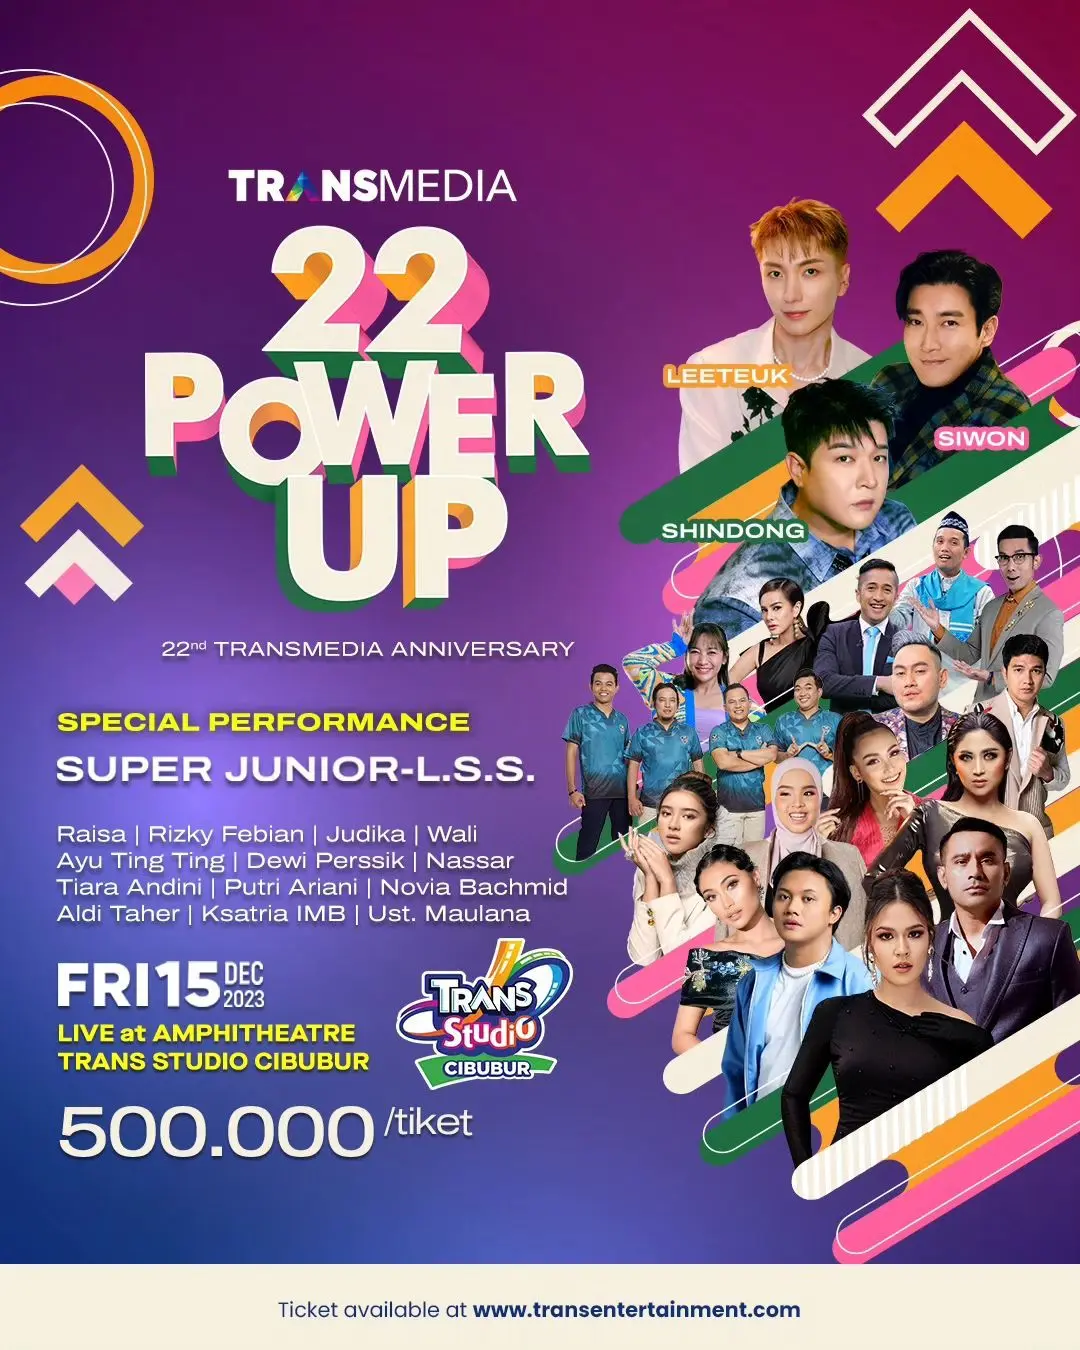 TRANSMEDIA
22
POWER
UP
22nd TRANSMEDIA ANNIVERSARY
SPECIAL PERFORMANCE
SUPER JUNIOR-L.S.S.
Raisa | Rizky Febian | Judika | Wali
Ayu Ting Ting | Dewi Perssik | Nassar
Tiara Andini | Putri Ariani | Novia Bachmid
Aldi Taher | Ksatria IMB | Ust. Maulana
FRI 15 DEC
2023
LIVE at AMPHITHEATRE
TRANS STUDIO CIBUBUR
TRANS
Studio
CIBUBUR
500.000 /tiket
LEETEUK
SIWON
SHINDONG
Ticket available at www.transentertainment.com